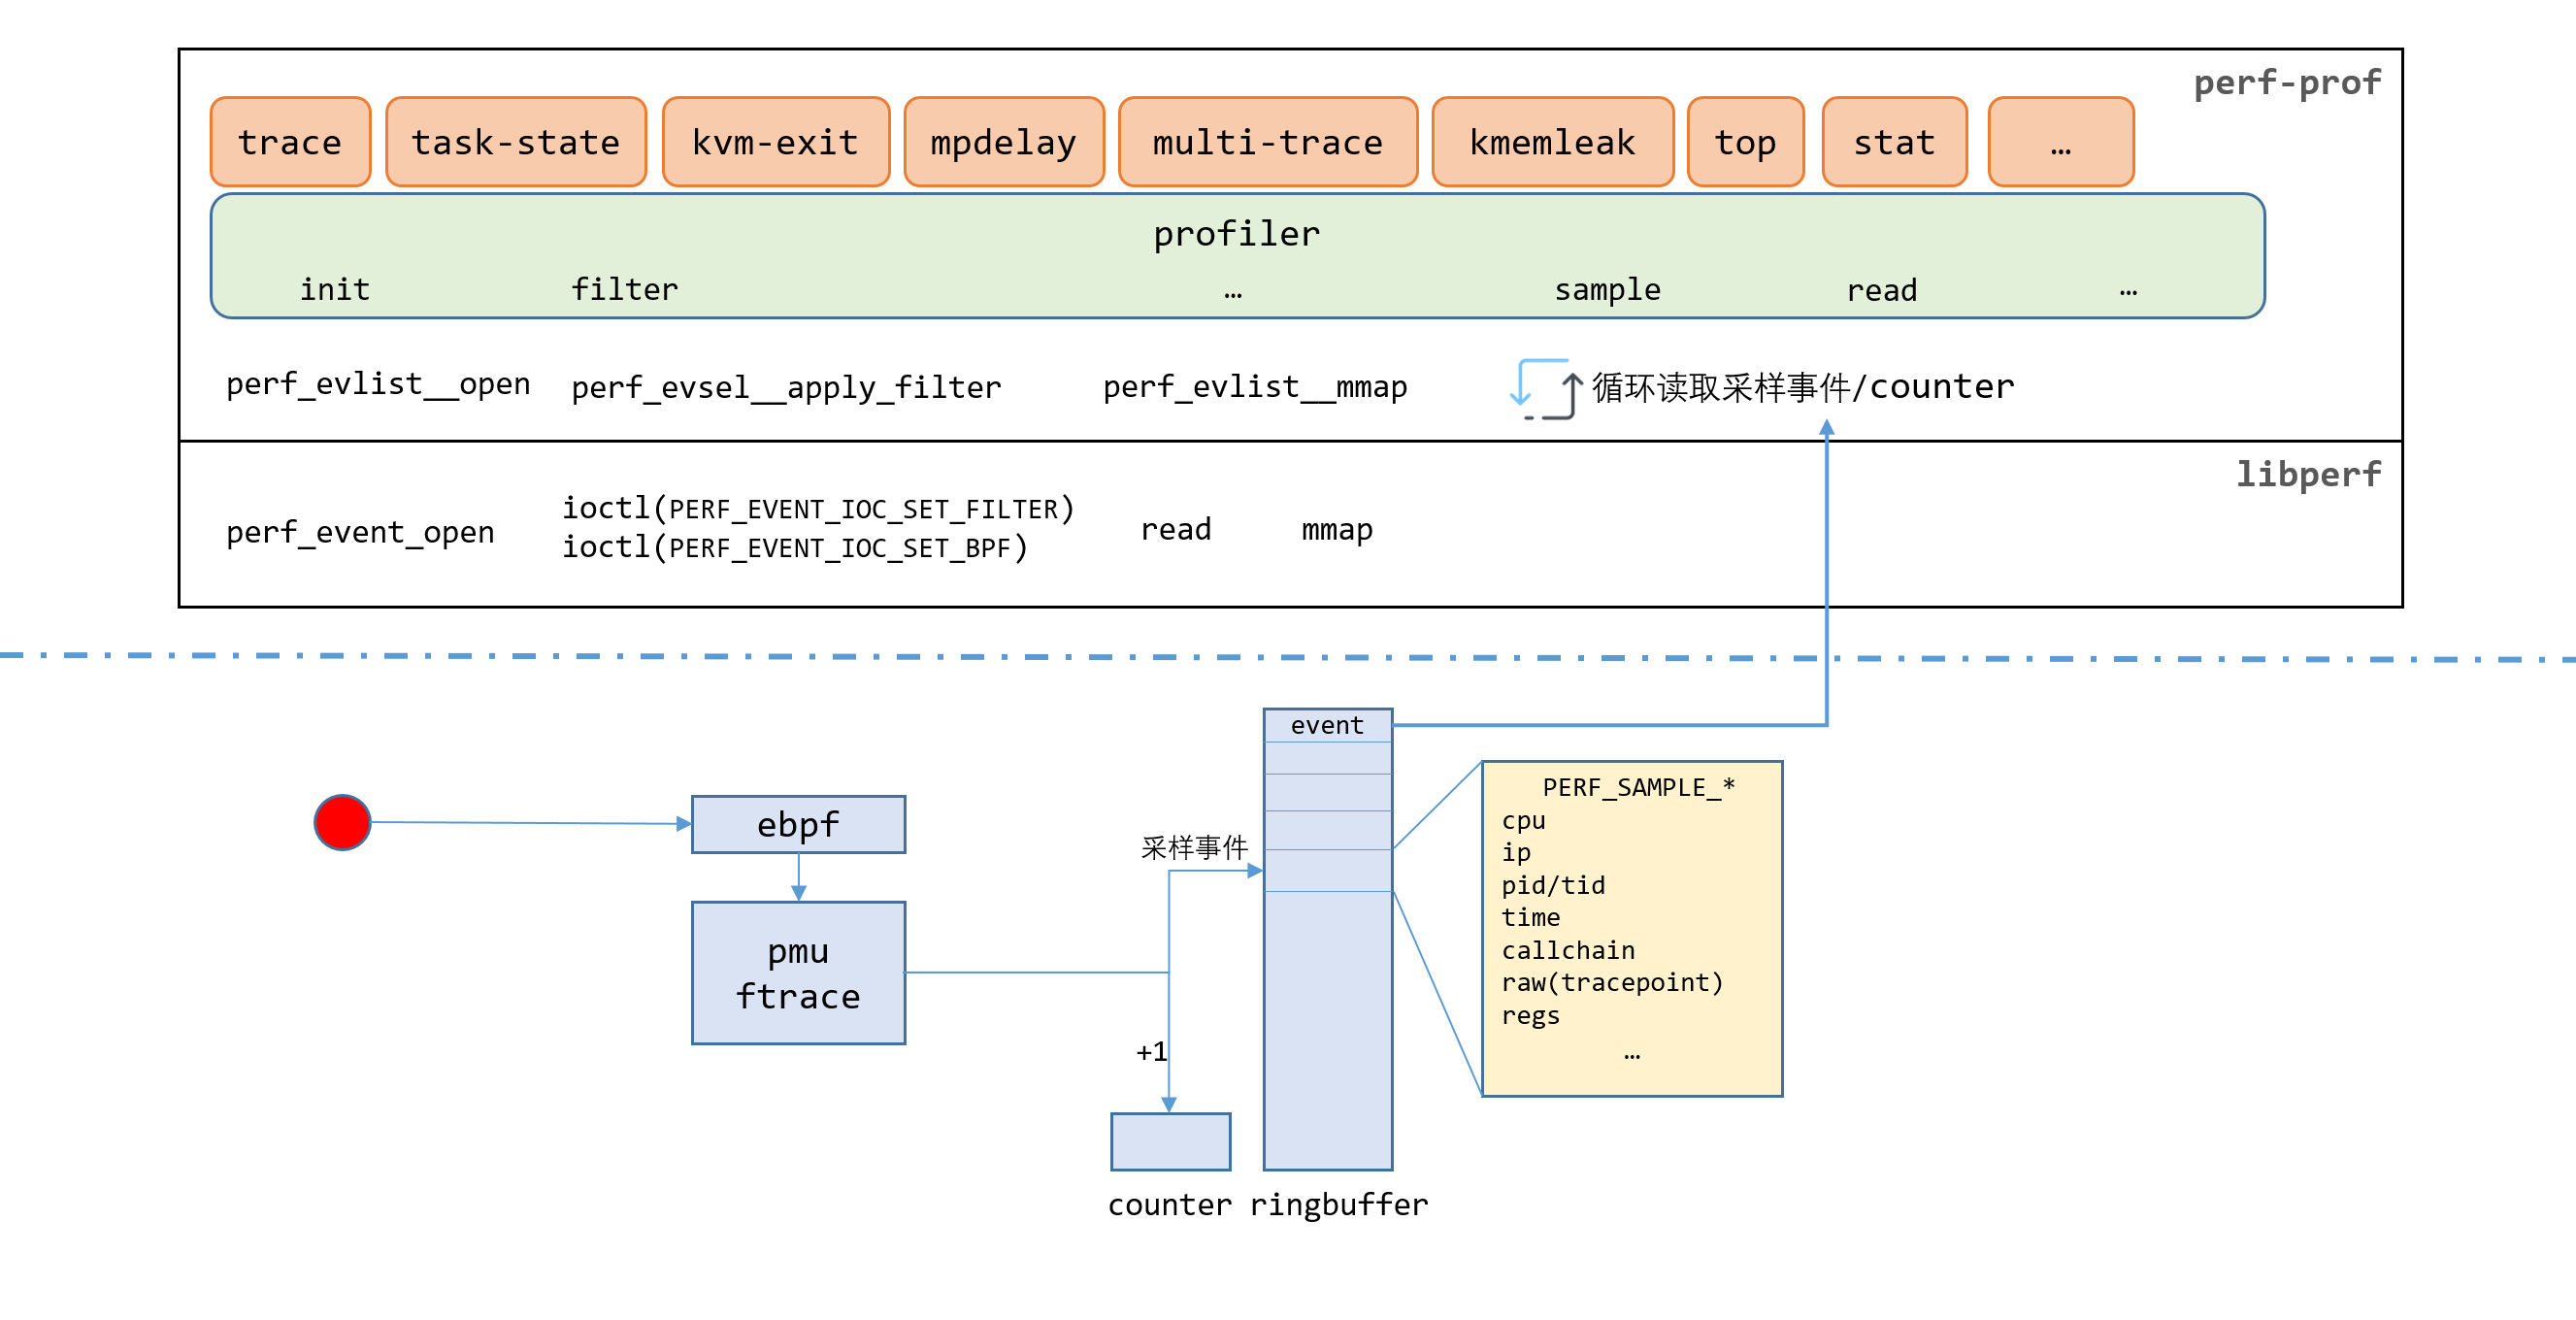 perf-prof
trace task-state kvm-exit mpdelay multi-trace kmemleak top stat …
profiler
init filter … sample read …
perf_evlist__open perf_evsel__apply_filter perf_evlist__mmap 循环读取采样事件/counter
libperf
perf_event_open
ioctl(PERF_EVENT_IOC_SET_FILTER)
ioctl(PERF_EVENT_IOC_SET_BPF)
read mmap
event
ebpf
pmu
ftrace
采样事件
+1
counter ringbuffer
PERF_SAMPLE_*
cpu
ip
pid/tid
time
callchain
raw(tracepoint)
regs
…